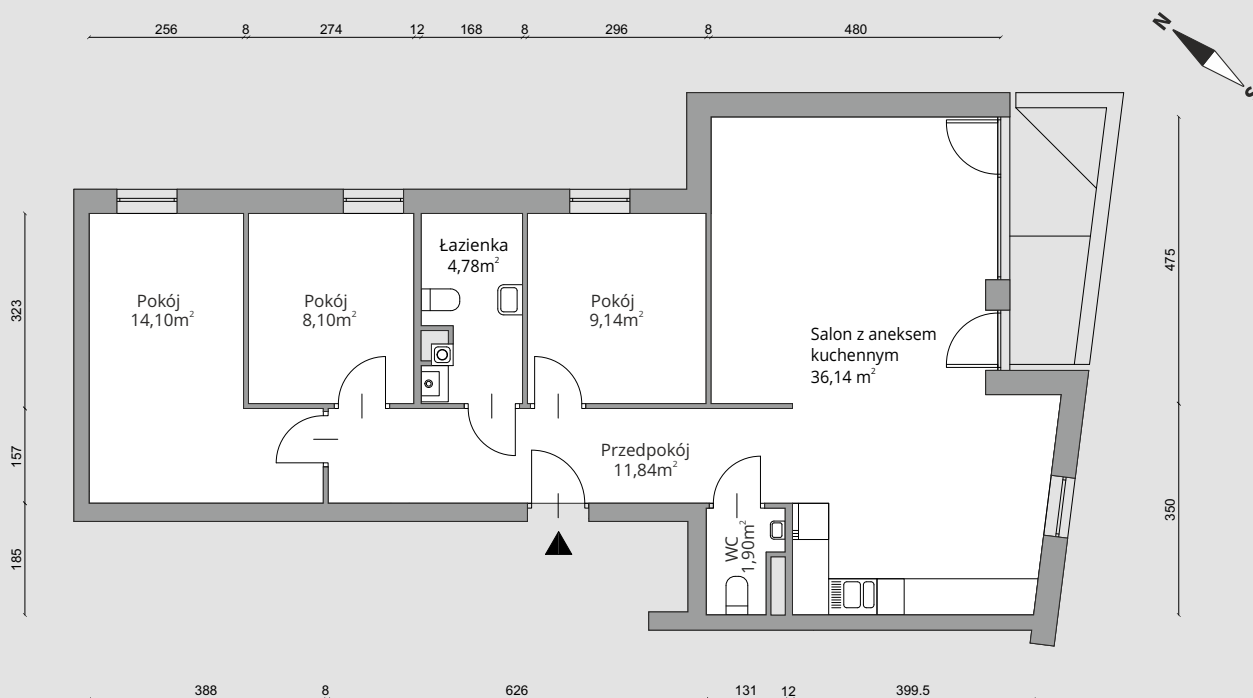 256 8 274 12 168 8 296 8 480
N
S
Łazienka
4,78m²
Pokój
14,10m²
Pokój
8,10m²
Pokój
9,14m²
Salon z aneksem
kuchennym
36,14 m²
Przedpokój
11,84m²
WC
1,90m²
323
157
185
475
350
388 8 626 131 12 399.5